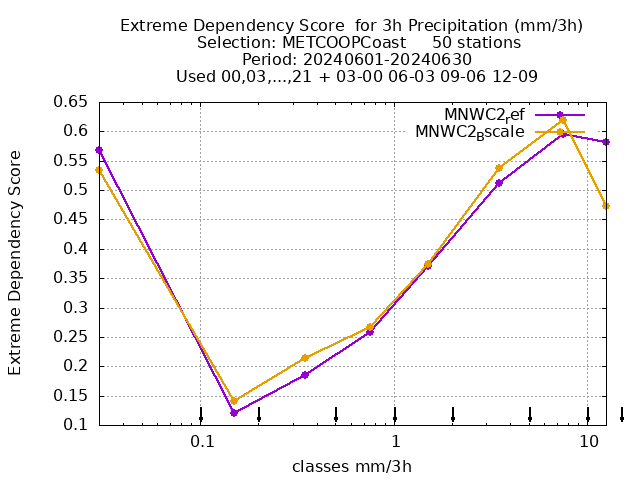 Extreme Dependency Score  for 3h Precipitation (mm/3h)
Selection: METCOOPCoast     50 stations
Period: 20240601-20240630
Used 00,03,...,21 + 03-00 06-03 09-06 12-09
MNWC2ref
MNWC2Bscale
0.65
0.6
0.55
0.5
0.45
0.4
0.35
0.3
0.25
0.2
0.15
0.1
Extreme Dependency Score
0.1 1 10
classes mm/3h